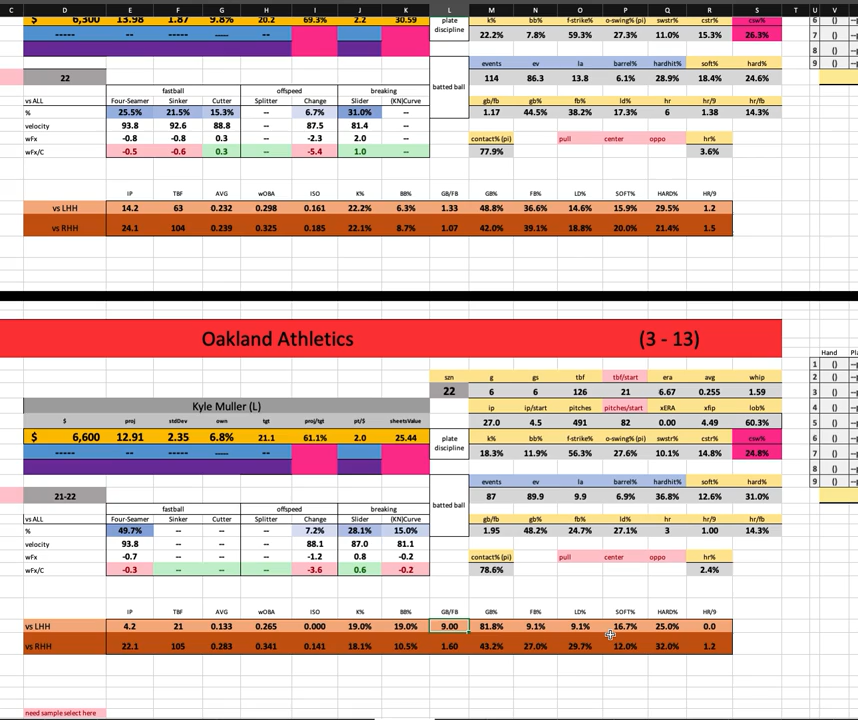 C D E F G H I J K L M N O P Q R S T U V W
$ 6,300 13.98 1.87 9.8% 20.2 69.3% 2.2 30.59 plate discipline k% bb% f-strike% o-swing% (pi) swstr% cstr% csw% 6 () --p
----- -- ---- -- 22.2% 7.8% 59.3% 27.3% 11.0% 15.3% 26.3% 7 () --p
8 () --p
events ev la barrel% hardhit% soft% hard% 9 () --p
22 batted ball 114 86.3 13.8 6.1% 28.9% 18.4% 24.6%
fastball offspeed breaking
vs ALL Four-Seamer Sinker Cutter Splitter Change Slider (KN)Curve gb/fb gb% fb% ld% hr hr/9 hr/fb
% 25.5% 21.5% 15.3% -- 6.7% 31.0% -- 1.17 44.5% 38.2% 17.3% 6 1.38 14.3%
velocity 93.8 92.6 88.8 -- 87.5 81.4 --
wFx -0.8 -0.8 0.3 -- -2.3 2.0 -- contact% (pi) pull center oppo hr%
wFx/C -0.5 -0.6 0.3 -- -5.4 1.0 -- 77.9% 3.6%
IP TBF AVG wOBA ISO K% BB% GB/FB GB% FB% LD% SOFT% HARD% HR/9
vs LHH 14.2 63 0.232 0.298 0.161 22.2% 6.3% 1.33 48.8% 36.6% 14.6% 15.9% 29.5% 1.2
vs RHH 24.1 104 0.239 0.325 0.185 22.1% 8.7% 1.07 42.0% 39.1% 18.8% 20.0% 21.4% 1.5
Oakland Athletics (3 - 13)
Hand Pl
1 () --p
szn g gs tbf tbf/start era avg whip 2 () --p
22 6 6 126 21 6.67 0.255 1.59 3 () --p
Kyle Muller (L) ip ip/start pitches pitches/start xERA xfip lob% 4 () --p
$ proj stdDev own tgt proj/tgt pt/$ sheetsValue 27.0 4.5 491 82 0.00 4.49 60.3% 5 () --p
$ 6,600 12.91 2.35 6.8% 21.1 61.1% 2.0 25.44 plate discipline k% bb% f-strike% o-swing% (pi) swstr% cstr% csw% 6 () --p
----- -- ---- -- 18.3% 11.9% 56.3% 27.6% 10.1% 14.8% 24.8% 7 () --p
8 () --p
events ev la barrel% hardhit% soft% hard% 9 () --p
21-22 batted ball 87 89.9 9.9 6.9% 36.8% 12.6% 31.0%
fastball offspeed breaking
vs ALL Four-Seamer Sinker Cutter Splitter Change Slider (KN)Curve gb/fb gb% fb% ld% hr hr/9 hr/fb
% 49.7% -- -- -- 7.2% 28.1% 15.0% 1.95 48.2% 24.7% 27.1% 3 1.00 14.3%
velocity 93.8 -- -- -- 88.1 87.0 81.1
wFx -0.7 -- -- -- -1.2 0.8 -0.2 contact% (pi) pull center oppo hr%
wFx/C -0.3 -- -- -- -3.6 0.6 -0.2 78.6% 2.4%
IP TBF AVG wOBA ISO K% BB% GB/FB GB% FB% LD% SOFT% HARD% HR/9
vs LHH 4.2 21 0.133 0.265 0.000 19.0% 19.0% 9.00 81.8% 9.1% 9.1% 16.7% 25.0% 0.0
vs RHH 22.1 105 0.283 0.341 0.141 18.1% 10.5% 1.60 43.2% 27.0% 29.7% 12.0% 32.0% 1.2
need sample select here